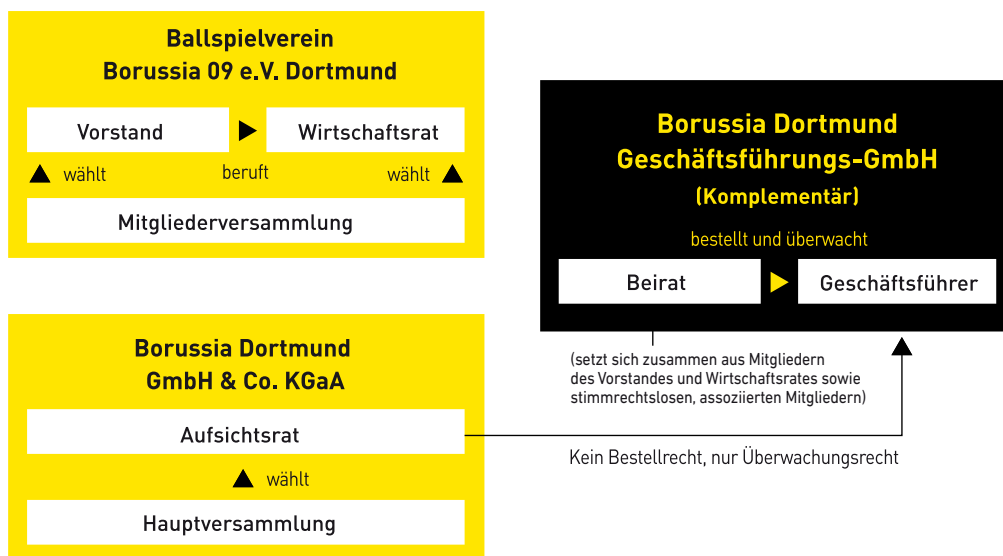 Ballspielverein
Borussia 09 e.V. Dortmund
Vorstand
Wirtschaftsrat
wählt
beruft
wählt
Mitgliederversammlung
Borussia Dortmund
Geschäftsführungs-GmbH
(Komplementär)
bestellt und überwacht
Beirat
Geschäftsführer
(setzt sich zusammen aus Mitgliedern
des Vorstandes und Wirtschaftsrates sowie
stimmrechtslosen, assoziierten Mitgliedern)
Borussia Dortmund
GmbH & Co. KGaA
Aufsichtsrat
Kein Bestellrecht, nur Überwachungsrecht
wählt
Hauptversammlung